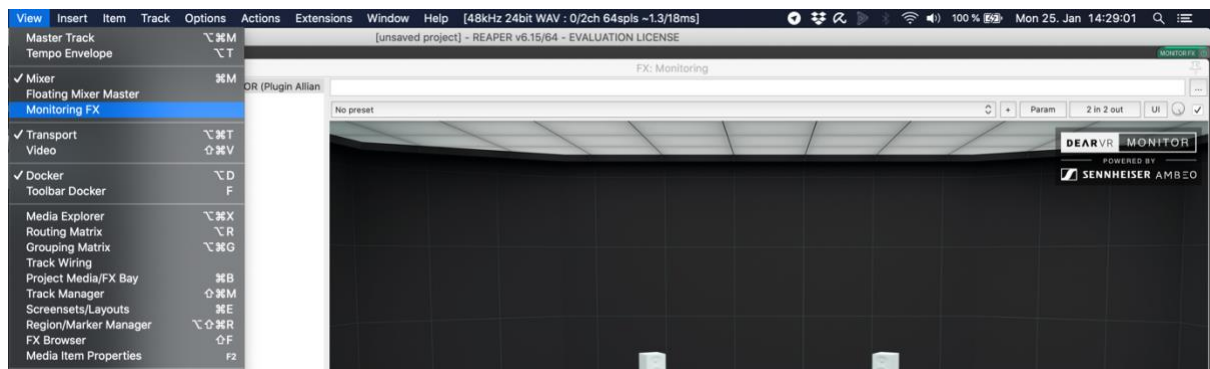 View Insert Item Track Options Actions Extensions Window Help [48kHz 24bit WAV : 0/2ch 64spls ~1.3/18ms] 100 % Mon 25. Jan 14:29:01
[unsaved project] - REAPER v6.15/64 - EVALUATION LICENSE
MONITOR FX
FX: Monitoring
Master Track ⌥⌘M
Tempo Envelope ⌥T
✓ Mixer ⌘M
Floating Mixer Master
Monitoring FX
✓ Transport ⌥⌘T
Video ⇧⌘V
✓ Docker ⌥D
Toolbar Docker F
Media Explorer ⌥⌘X
Routing Matrix ⌥R
Grouping Matrix ⌥⌘G
Track Wiring
Project Media/FX Bay ⌘B
Track Manager ⇧⌘M
Screensets/Layouts ⌘E
Region/Marker Manager ⌥⇧⌘R
FX Browser ⇧F
Media Item Properties F2
OR (Plugin Allian
...
No preset + Param 2 in 2 out UI ✓
DEARVR MONITOR
POWERED BY
SENNHEISER AMBEO